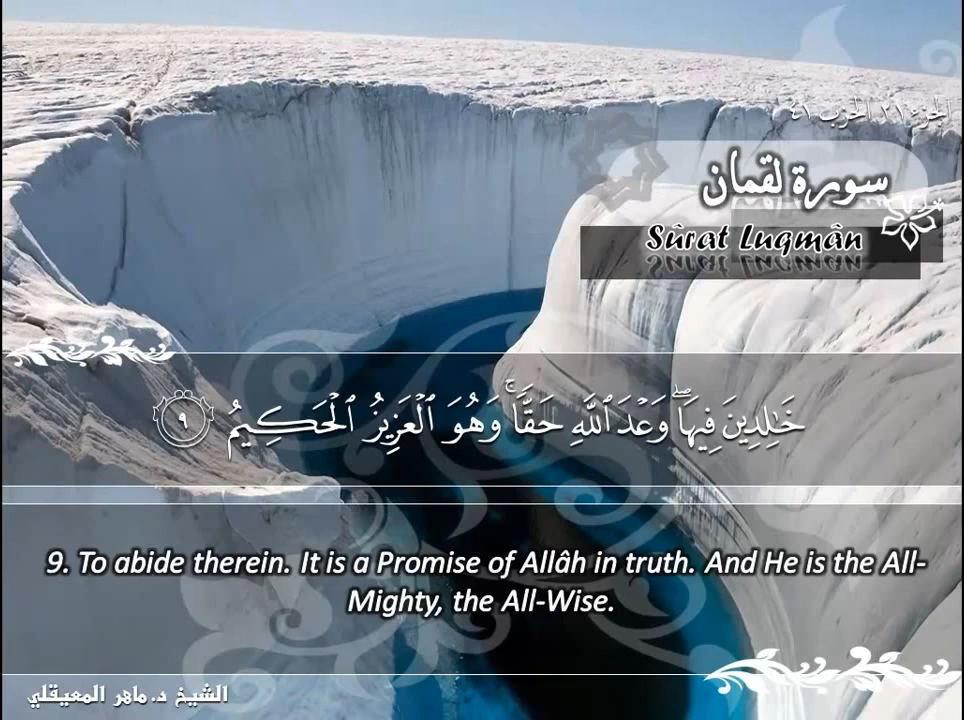 الجزء ٢١ الحزب ٤١
سورة لقمان
Sûrat Luqmân
خَٰلِدِينَ فِيهَاۖ وَعْدَ ٱللَّهِ حَقًّاۚ وَهُوَ ٱلْعَزِيزُ ٱلْحَكِيمُ ٩
9. To abide therein. It is a Promise of Allâh in truth. And He is the All-
Mighty, the All-Wise.
الشيخ د. ماهر المعيقلي